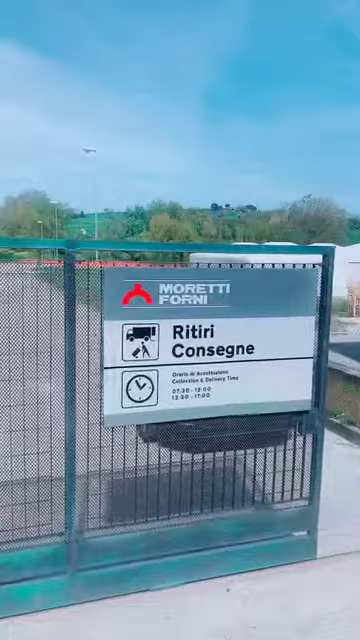 MORETTI
FORNI
Ritiri
Consegne
Orario di Accettazione
Collection & Delivery Time
07:30 - 12:00
13:30 - 17:00